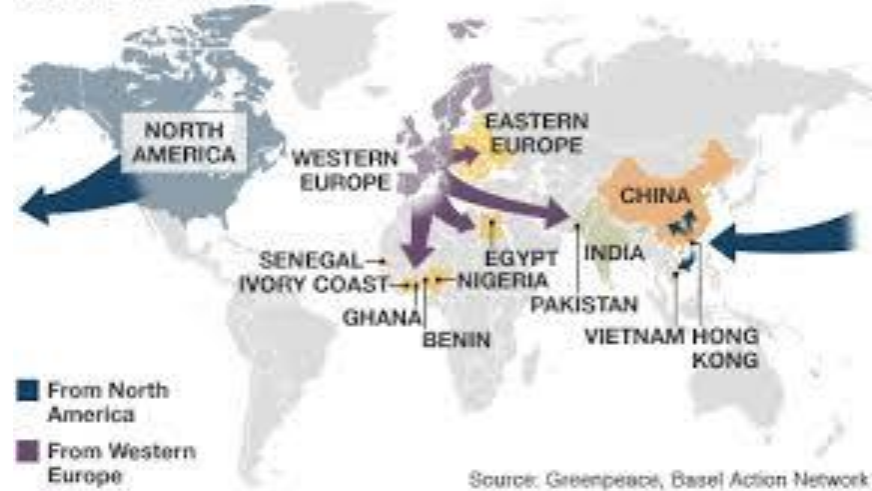 NORTH
AMERICA
WESTERN
EUROPE
EASTERN
EUROPE
CHINA
SENEGAL
IVORY COAST
GHANA
BENIN
NIGERIA
EGYPT
INDIA
PAKISTAN
VIETNAM
HONG
KONG
From North
America
From Western
Europe
Source: Greenpeace, Basel Action Network